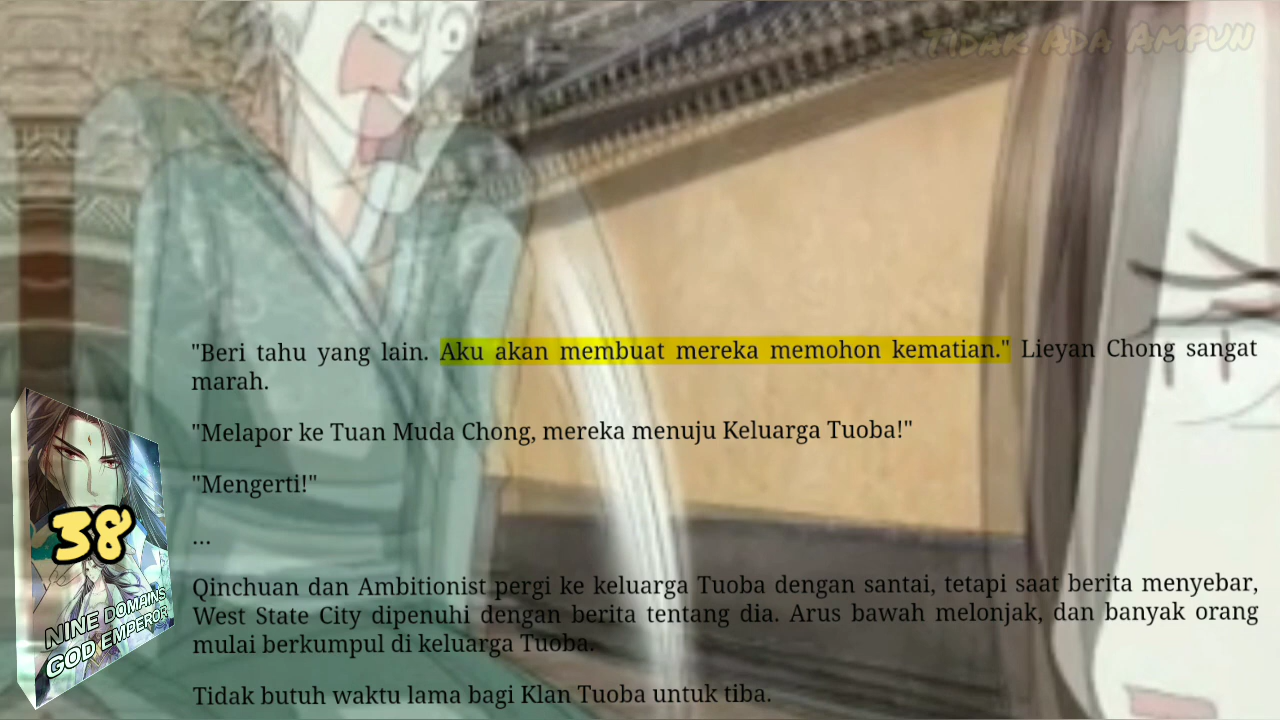 Tidak Ada Ampun
"Beri tahu yang lain. Aku akan membuat mereka memohon kematian." Lieyan Chong sangat
marah.
"Melapor ke Tuan Muda Chong, mereka menuju Keluarga Tuoba!"
"Mengerti!"
...
Qinchuan dan Ambitionist pergi ke keluarga Tuoba dengan santai, tetapi saat berita menyebar,
West State City dipenuhi dengan berita tentang dia. Arus bawah melonjak, dan banyak orang
mulai berkumpul di keluarga Tuoba.
Tidak butuh waktu lama bagi Klan Tuoba untuk tiba.
38
NINE DOMAINS
GOD EMPEROR